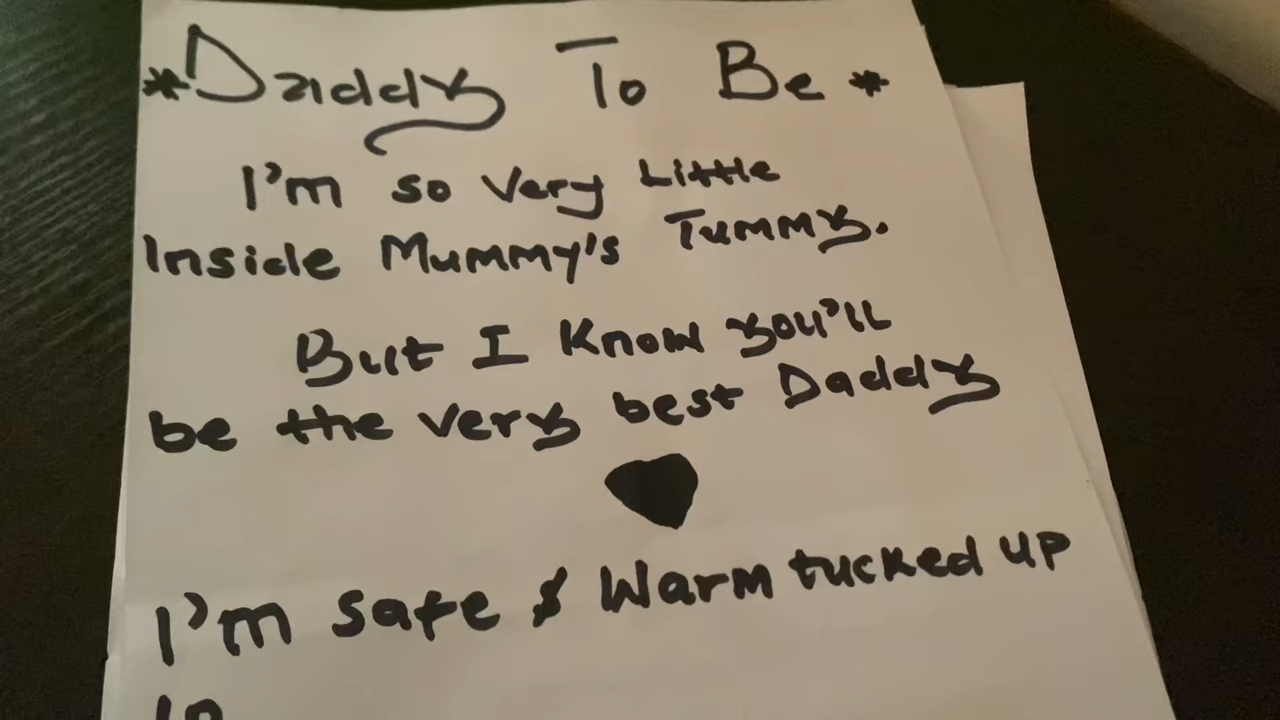 *Daddy To Be*
I'm so Very Little
Inside Mummy's Tummy.
But I Know you'll
be the very best Daddy
I'm safe & Warm tucked up